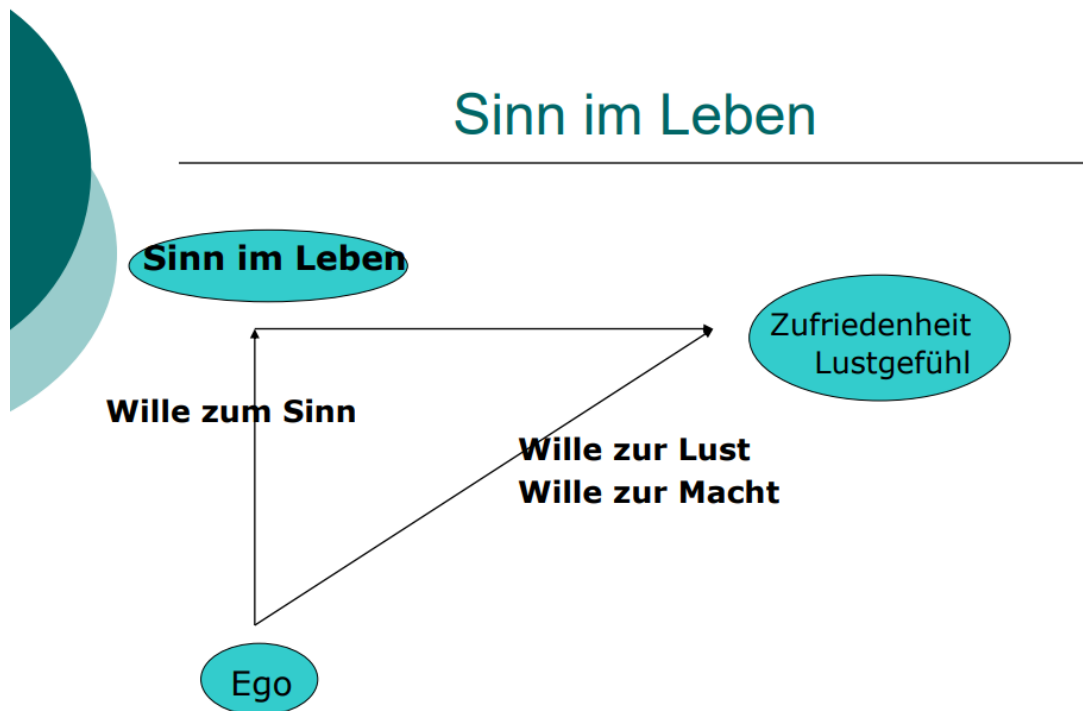 Sinn im Leben
Sinn im Leben
Zufriedenheit
Lustgefühl
Wille zum Sinn
Wille zur Lust
Wille zur Macht
Ego